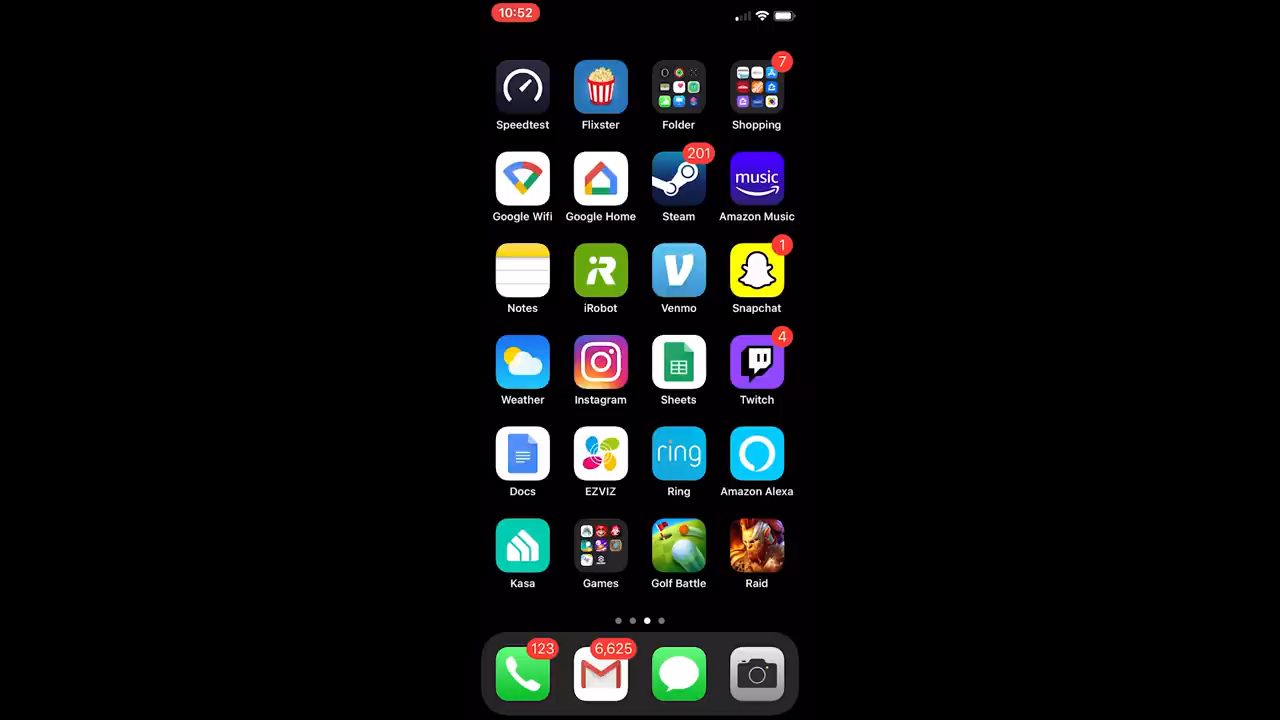 10:52
7
Speedtest Flixster Folder Shopping
201
music
Google Wifi Google Home Steam Amazon Music
1
Notes iRobot Venmo Snapchat
4
Weather Instagram Sheets Twitch
ring
Docs EZVIZ Ring Amazon Alexa
Kasa Games Golf Battle Raid
123 6,625